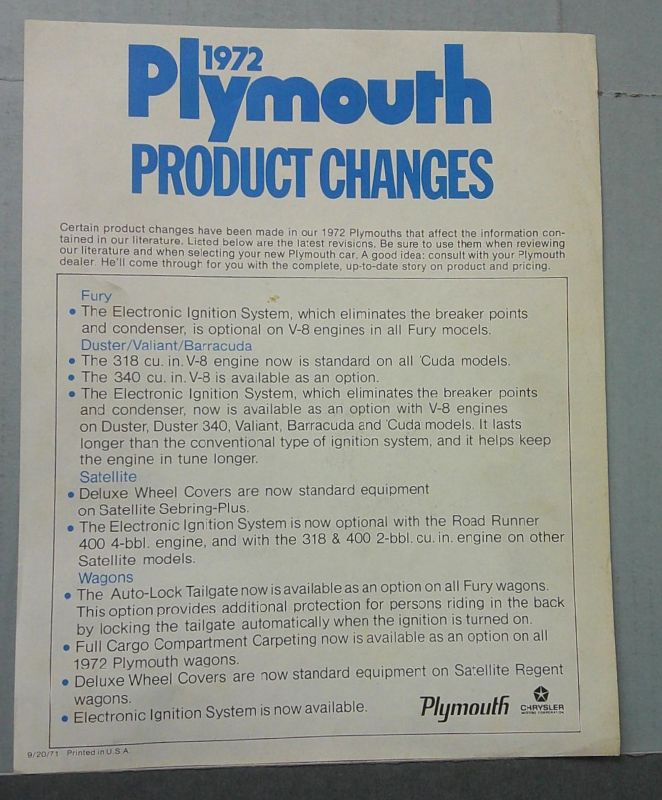 1972
Plymouth
PRODUCT CHANGES
Certain product changes have been made in our 1972 Plymouths that affect the information con-
tained in our literature. Listed below are the latest revisions. Be sure to use them when reviewing
our literature and when selecting your new Plymouth car. A good idea: consult with your Plymouth
dealer. He'll come through for you with the complete, up-to-date story on product and pricing.
Fury
• The Electronic Ignition System, which eliminates the breaker points
and condenser, is optional on V-8 engines in all Fury models.
Duster/Valiant/Barracuda
• The 318 cu. in. V-8 engine now is standard on all 'Cuda models.
• The 340 cu. in. V-8 is available as an option.
• The Electronic Ignition System, which eliminates the breaker points
and condenser, now is available as an option with V-8 engines
on Duster, Duster 340, Valiant, Barracuda and 'Cuda models. It lasts
longer than the conventional type of ignition system, and it helps keep
the engine in tune longer.
Satellite
• Deluxe Wheel Covers are now standard equipment
on Satellite Sebring-Plus.
• The Electronic Ignition System is now optional with the Road Runner
400 4-bbl. engine, and with the 318 & 400 2-bbl. cu. in. engine on other
Satellite models.
Wagons
• The Auto-Lock Tailgate now is available as an option on all Fury wagons.
This option provides additional protection for persons riding in the back
by locking the tailgate automatically when the ignition is turned on.
• Full Cargo Compartment Carpeting now is available as an option on all
1972 Plymouth wagons.
• Deluxe Wheel Covers are now standard equipment on Satellite Regent
wagons.
• Electronic Ignition System is now available.
Plymouth
CHRYSLER
MOTORS CORPORATION
9/20/71 Printed in U.S.A.